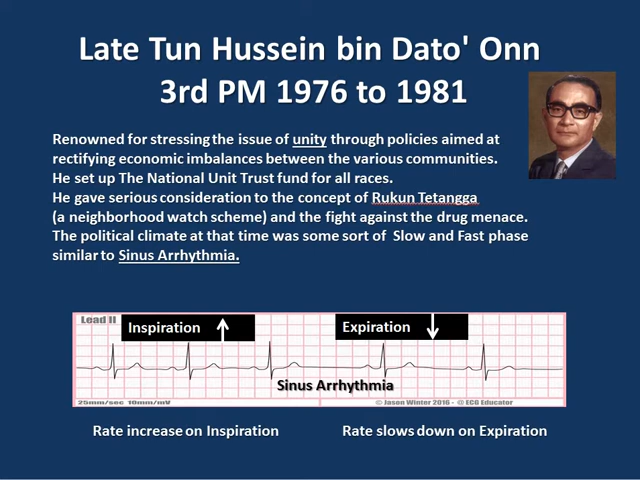 Late Tun Hussein bin Dato' Onn
3rd PM 1976 to 1981
Renowned for stressing the issue of unity through policies aimed at
rectifying economic imbalances between the various communities.
He set up The National Unit Trust fund for all races.
He gave serious consideration to the concept of Rukun Tetangga
(a neighborhood watch scheme) and the fight against the drug menace.
The political climate at that time was some sort of Slow and Fast phase
similar to Sinus Arrhythmia.
Lead II
Inspiration
Expiration
Sinus Arrhythmia
25mm/sec 10mm/mV
© Jason Winter 2016 - @ ECG Educator
Rate increase on Inspiration
Rate slows down on Expiration